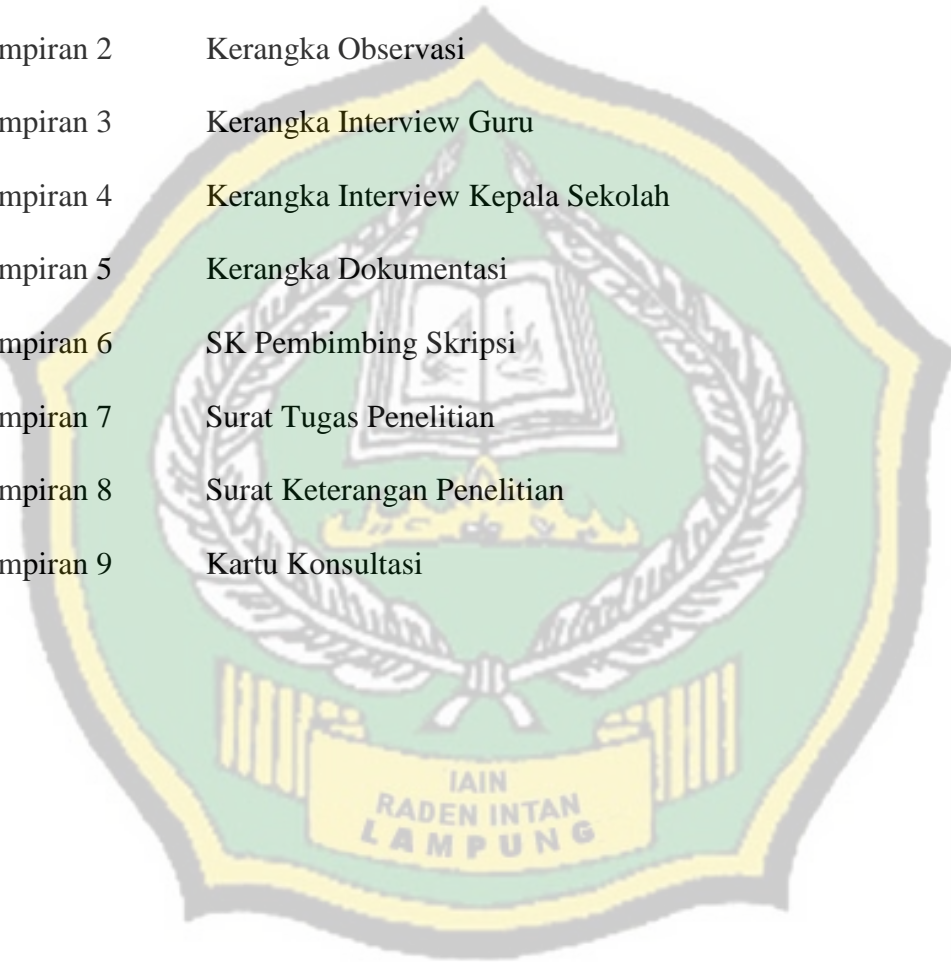 mpiran 2 Kerangka Observasi
mpiran 3 Kerangka Interview Guru
mpiran 4 Kerangka Interview Kepala Sekolah
mpiran 5 Kerangka Dokumentasi
mpiran 6 SK Pembimbing Skripsi
mpiran 7 Surat Tugas Penelitian
mpiran 8 Surat Keterangan Penelitian
mpiran 9 Kartu Konsultasi
IAIN
RADEN INTAN
LAMPUNG